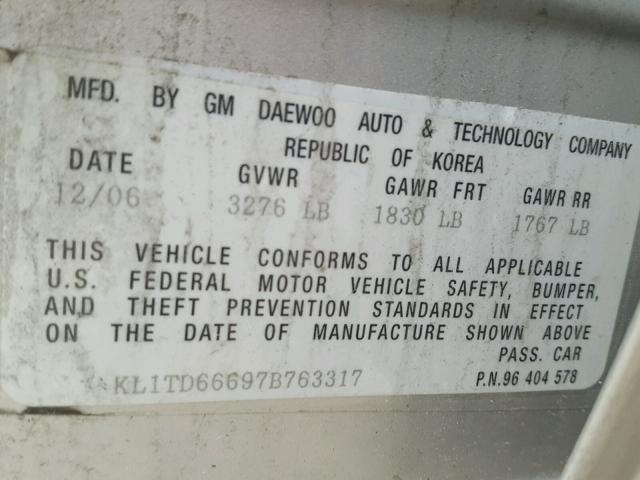 MFD. BY GM DAEWOO AUTO & TECHNOLOGY COMPANY
REPUBLIC OF KOREA
DATE GVWR GAWR FRT GAWR RR
12/06 3276 LB 1830 LB 1767 LB
THIS VEHICLE CONFORMS TO ALL APPLICABLE
U.S. FEDERAL MOTOR VEHICLE SAFETY, BUMPER,
AND THEFT PREVENTION STANDARDS IN EFFECT
ON THE DATE OF MANUFACTURE SHOWN ABOVE
PASS. CAR
KL1TD66697B763317 P.N.96 404 578